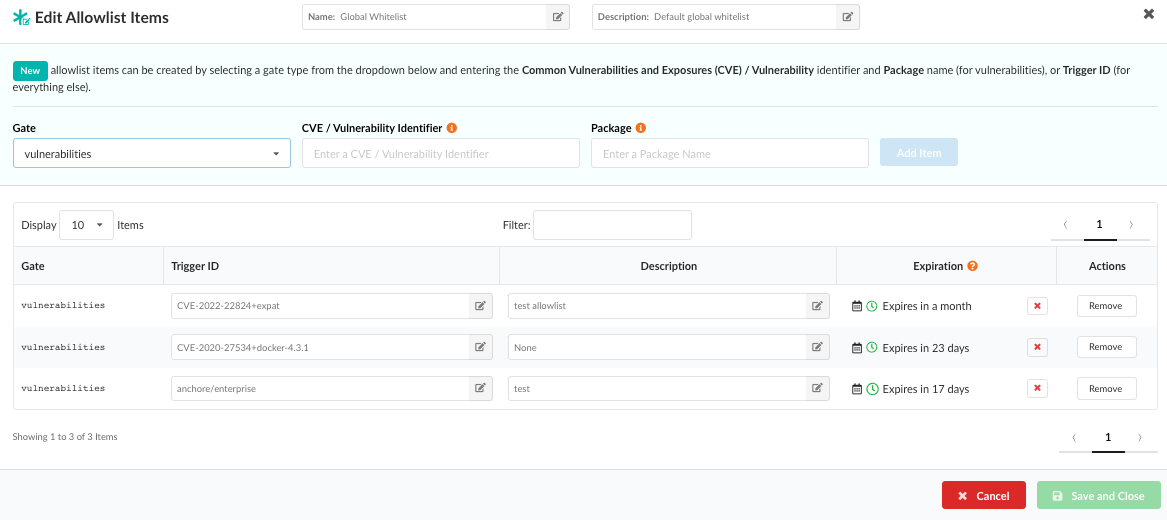 Edit Allowlist Items
Name: Global Whitelist
Description: Default global whitelist
New allowlist items can be created by selecting a gate type from the dropdown below and entering the Common Vulnerabilities and Exposures (CVE) / Vulnerability identifier and Package name (for vulnerabilities), or Trigger ID (for
everything else).
Gate CVE / Vulnerability Identifier Package
vulnerabilities Enter a CVE / Vulnerability Identifier Enter a Package Name Add Item
Display 10 Items Filter: 1
Gate Trigger ID Description Expiration Actions
vulnerabilities CVE-2022-22824+expat test allowlist Expires in a month Remove
vulnerabilities CVE-2020-27534+docker-4.3.1 None Expires in 23 days Remove
vulnerabilities anchore/enterprise test Expires in 17 days Remove
Showing 1 to 3 of 3 Items 1
Cancel Save and Close